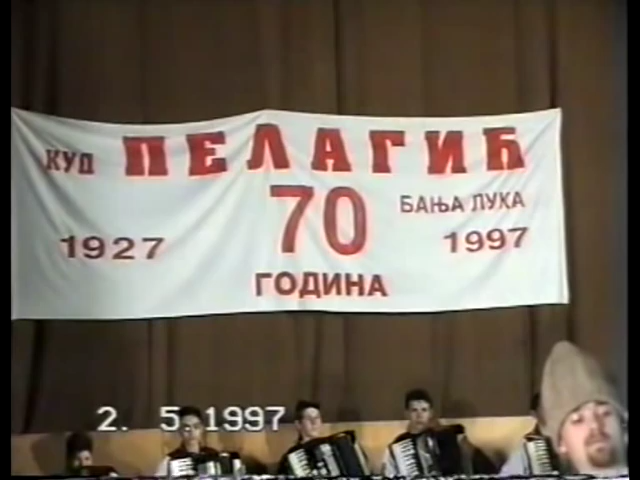 КУД ПЕЛАГИЋ
70
БАЊА ЛУКА
1927
1997
ГОДИНА
2. 5.1997